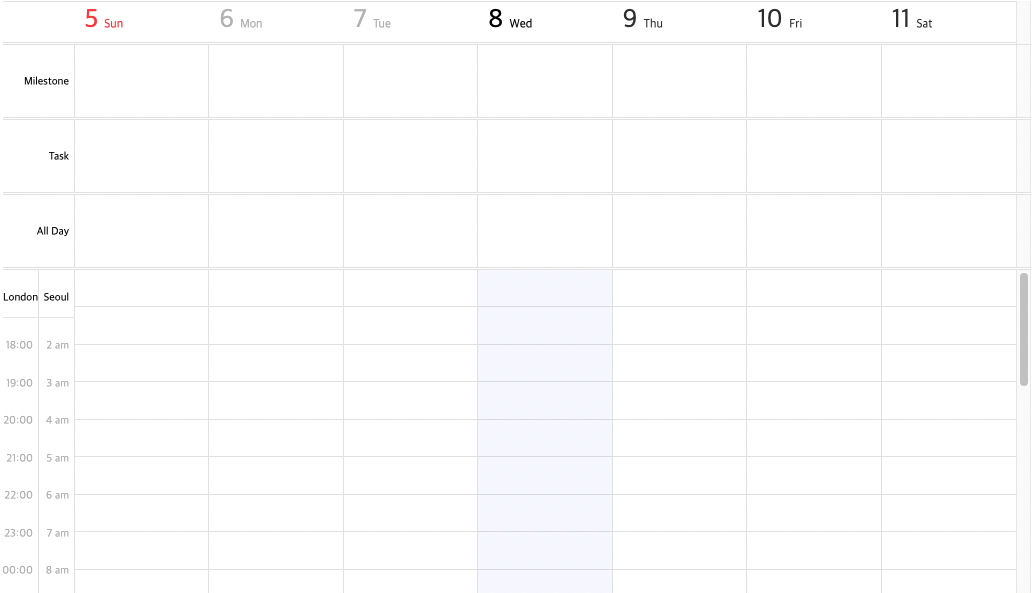 5 Sun 6 Mon 7 Tue 8 Wed 9 Thu 10 Fri 11 Sat
Milestone
Task
All Day
London Seoul
18:00 2 am
19:00 3 am
20:00 4 am
21:00 5 am
22:00 6 am
23:00 7 am
00:00 8 am